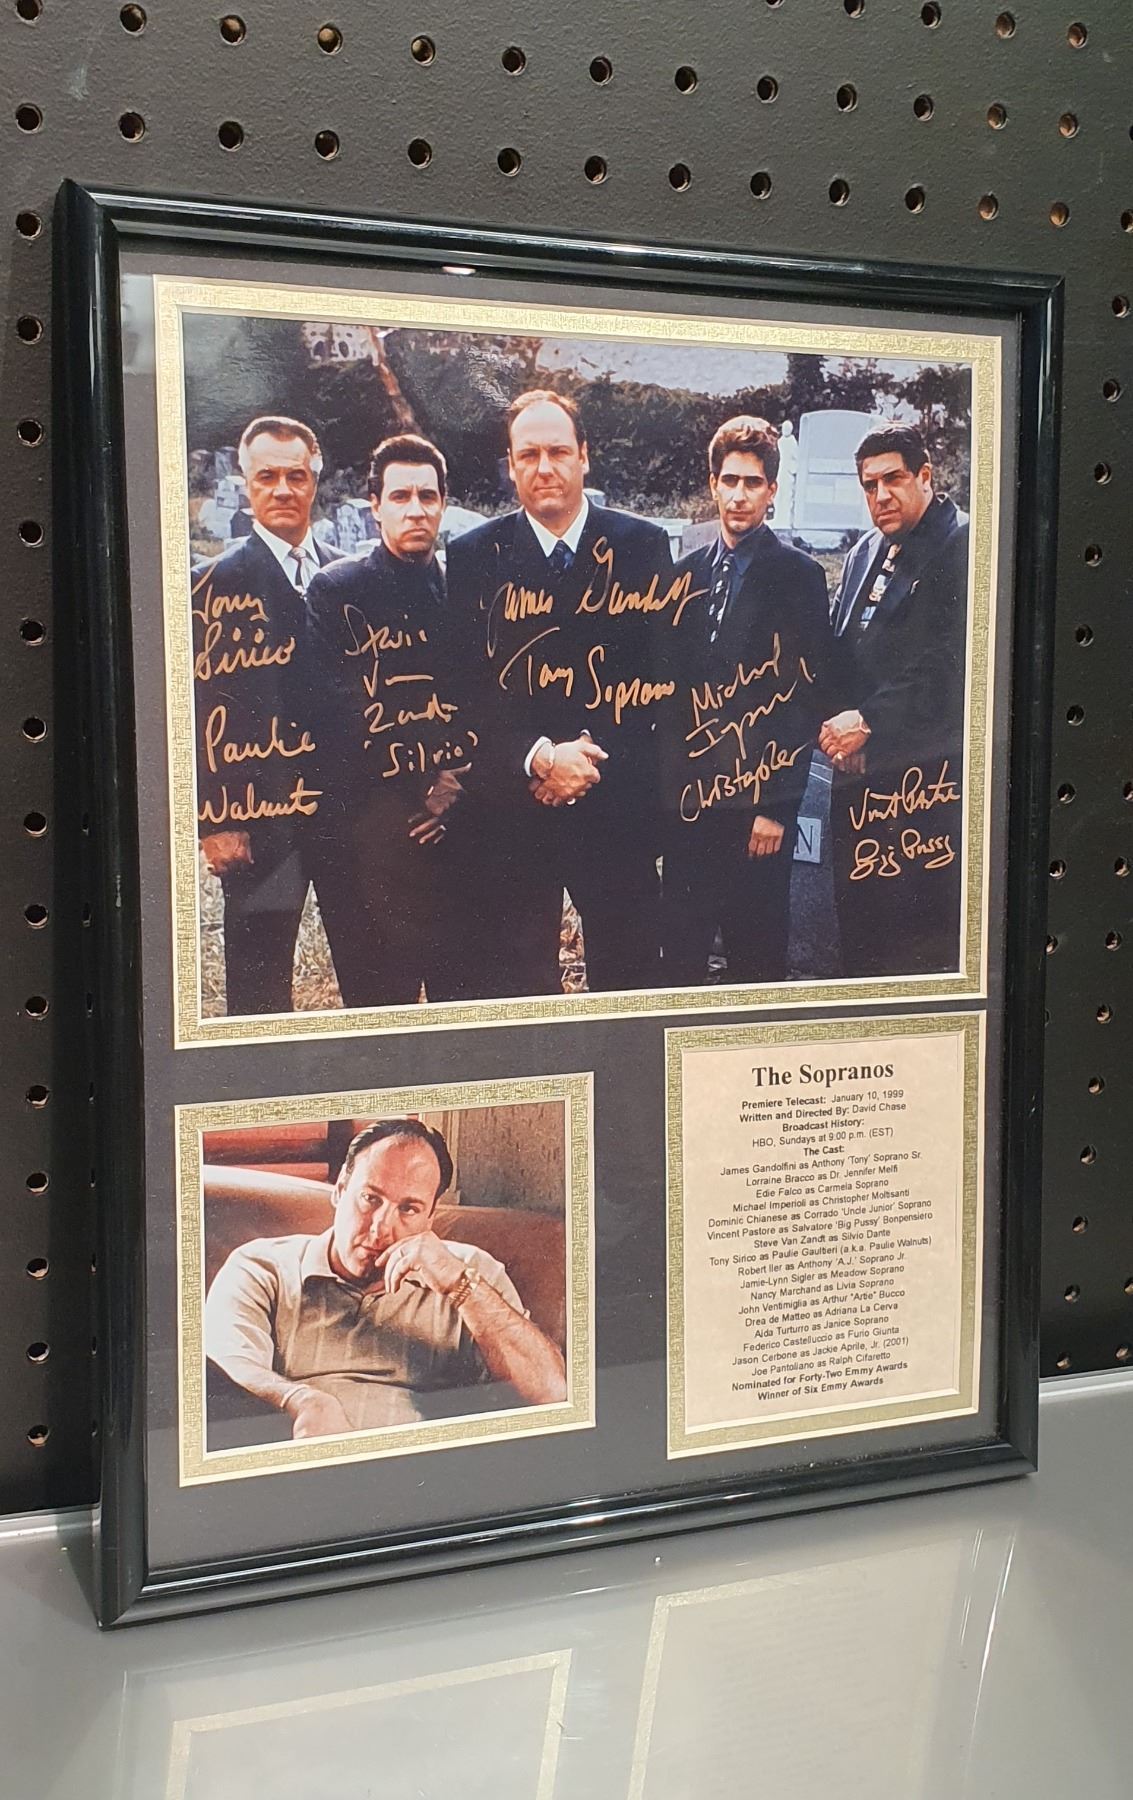 Tony
Sirico
Paulie
Walnuts
Stevie
Van
Zandt
'Silvio'
James Gandolf
Tony Soprano
Michael
Christopher
Vincent Pastore
Big Pussy
N
The Sopranos
Premiere Telecast: January 10, 1999
Written and Directed By: David Chase
Broadcast History:
HBO, Sundays at 9:00 p.m. (EST)
The Cast:
James Gandolfini as Anthony 'Tony' Soprano Sr.
Lorraine Bracco as Dr. Jennifer Melfi
Edie Falco as Carmela Soprano
Michael Imperioli as Christopher Moltisanti
Dominic Chianese as Corrado 'Uncle Junior' Soprano
Vincent Pastore as Salvatore 'Big Pussy' Bonpensiero
Steve Van Zandt as Silvio Dante
Tony Sirico as Paulie Gaultieri (a.k.a. Paulie Walnuts)
Robert Iler as Anthony 'A.J.' Soprano Jr.
Jamie-Lynn Sigler as Meadow Soprano
Nancy Marchand as Livia Soprano
John Ventimiglia as Arthur "Artie" Bucco
Drea de Matteo as Adriana La Cerva
Aida Turturro as Janice Soprano
Federico Castelluccio as Furio Giunta
Jason Cerbone as Jackie Aprile, Jr. (2001)
Joe Pantoliano as Ralph Cifaretto
Nominated for Forty-Two Emmy Awards
Winner of Six Emmy Awards